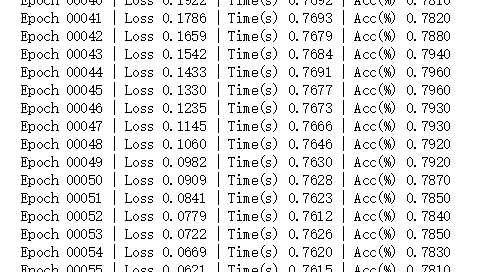 Epoch 00040 | Loss 0.1922 | Time(s) 0.7692 | Acc(%) 0.7810
Epoch 00041 | Loss 0.1786 | Time(s) 0.7693 | Acc(%) 0.7820
Epoch 00042 | Loss 0.1659 | Time(s) 0.7679 | Acc(%) 0.7880
Epoch 00043 | Loss 0.1542 | Time(s) 0.7684 | Acc(%) 0.7940
Epoch 00044 | Loss 0.1433 | Time(s) 0.7691 | Acc(%) 0.7960
Epoch 00045 | Loss 0.1330 | Time(s) 0.7677 | Acc(%) 0.7960
Epoch 00046 | Loss 0.1235 | Time(s) 0.7673 | Acc(%) 0.7930
Epoch 00047 | Loss 0.1145 | Time(s) 0.7666 | Acc(%) 0.7930
Epoch 00048 | Loss 0.1060 | Time(s) 0.7646 | Acc(%) 0.7920
Epoch 00049 | Loss 0.0982 | Time(s) 0.7630 | Acc(%) 0.7920
Epoch 00050 | Loss 0.0909 | Time(s) 0.7628 | Acc(%) 0.7870
Epoch 00051 | Loss 0.0841 | Time(s) 0.7623 | Acc(%) 0.7850
Epoch 00052 | Loss 0.0779 | Time(s) 0.7612 | Acc(%) 0.7840
Epoch 00053 | Loss 0.0722 | Time(s) 0.7626 | Acc(%) 0.7850
Epoch 00054 | Loss 0.0669 | Time(s) 0.7620 | Acc(%) 0.7830
Epoch 00055 | Loss 0.0621 | Time(s) 0.7615 | Acc(%) 0.7810